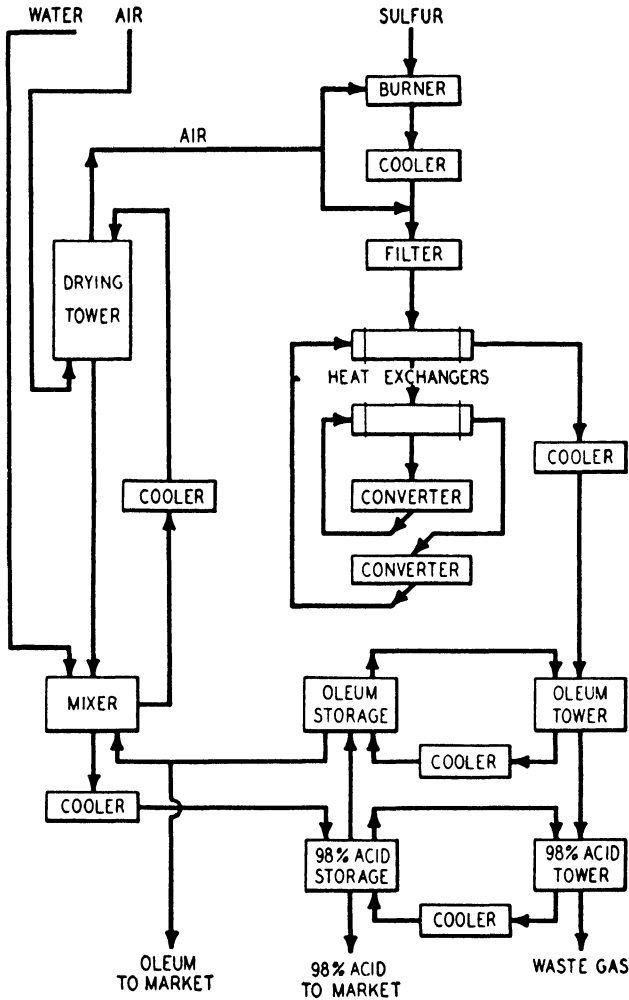 WATER
AIR
SULFUR
BURNER
AIR
COOLER
FILTER
DRYING
TOWER
HEAT EXCHANGERS
COOLER
COOLER
CONVERTER
CONVERTER
MIXER
OLEUM
STORAGE
OLEUM
TOWER
COOLER
COOLER
98% ACID
STORAGE
98% ACID
TOWER
COOLER
OLEUM
TO MARKET
98% ACID
TO MARKET
WASTE GAS